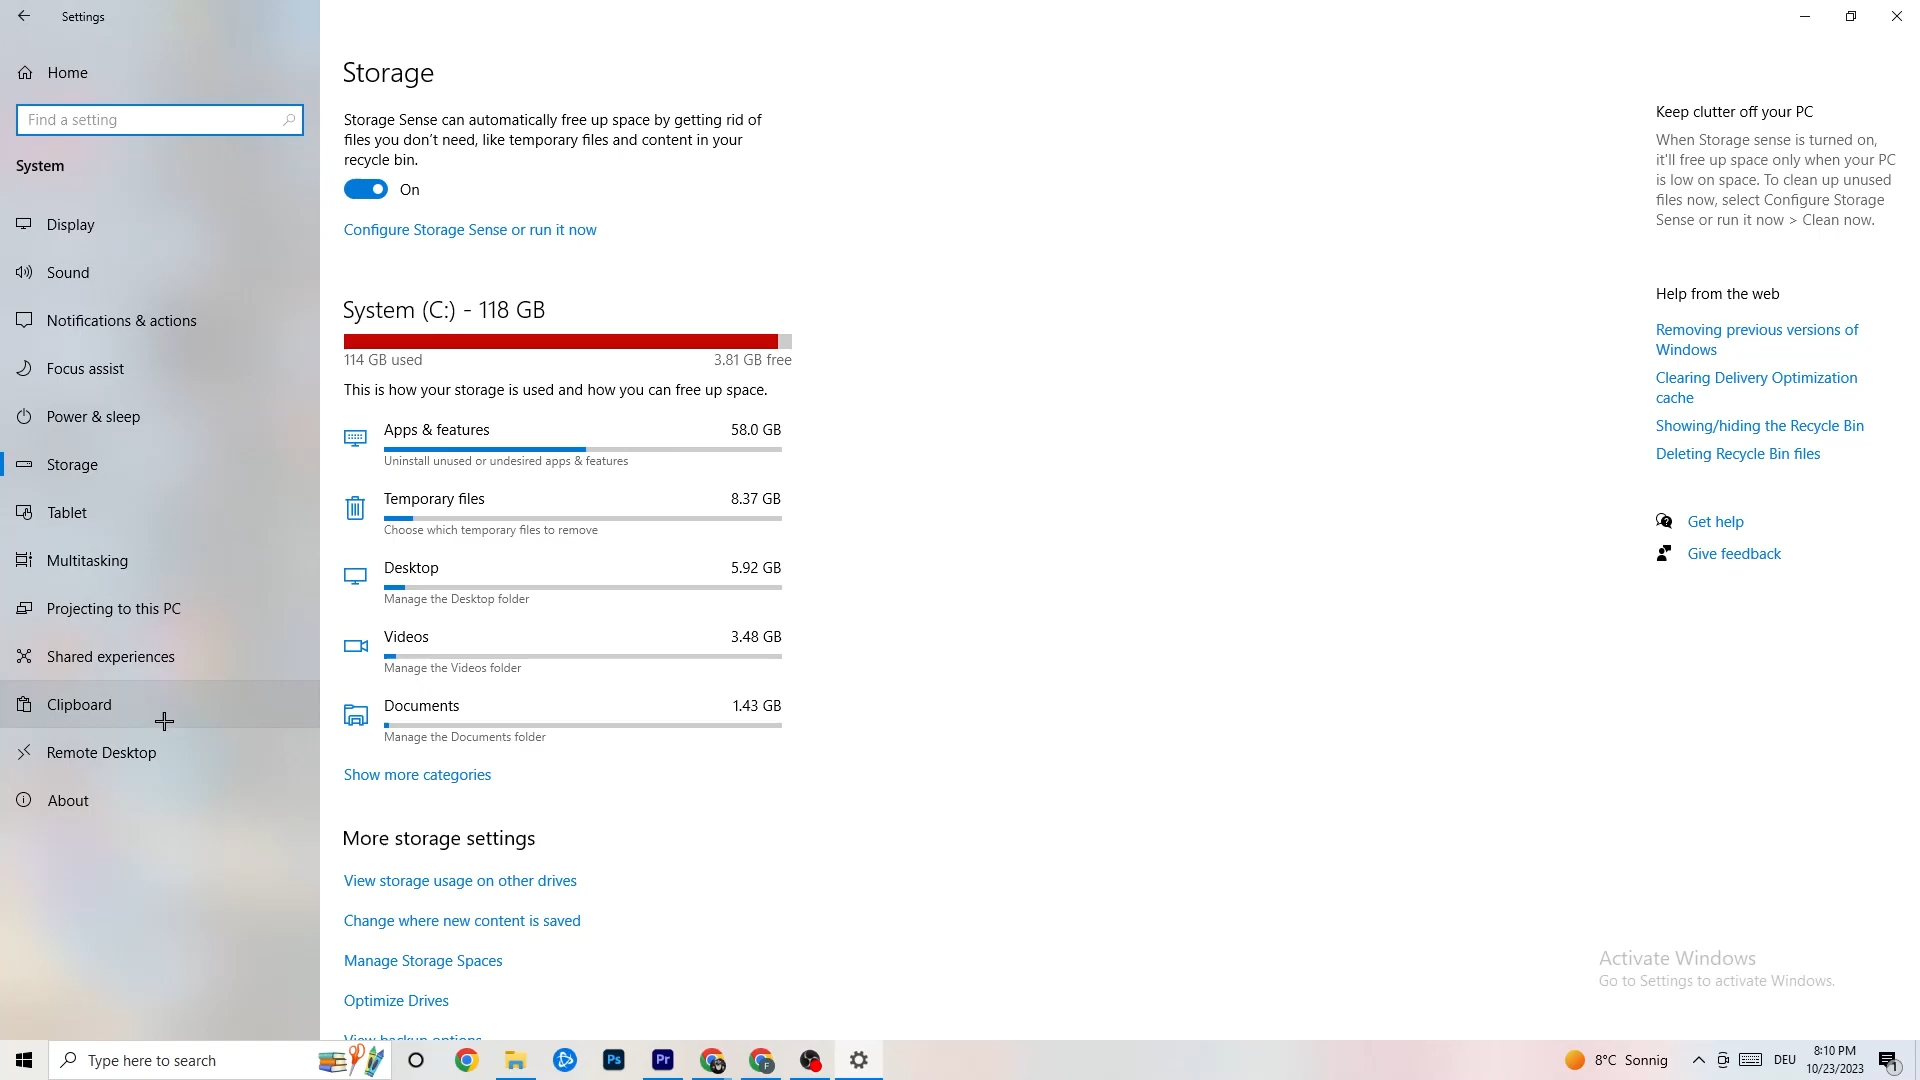 Settings
Home
Find a setting
System
Display
Sound
Notifications & actions
Focus assist
Power & sleep
Storage
Tablet
Multitasking
Projecting to this PC
Shared experiences
Clipboard
Remote Desktop
About
Storage
Storage Sense can automatically free up space by getting rid of
files you don't need, like temporary files and content in your
recycle bin.
On
Configure Storage Sense or run it now
System (C:) - 118 GB
114 GB used 3.81 GB free
This is how your storage is used and how you can free up space.
Apps & features 58.0 GB
Uninstall unused or undesired apps & features
Temporary files 8.37 GB
Choose which temporary files to remove
Desktop 5.92 GB
Manage the Desktop folder
Videos 3.48 GB
Manage the Videos folder
Documents 1.43 GB
Manage the Documents folder
Show more categories
More storage settings
View storage usage on other drives
Change where new content is saved
Manage Storage Spaces
Optimize Drives
View backup options
Keep clutter off your PC
When Storage sense is turned on,
it'll free up space only when your PC
is low on space. To clean up unused
files now, select Configure Storage
Sense or run it now > Clean now.
Help from the web
Removing previous versions of
Windows
Clearing Delivery Optimization
cache
Showing/hiding the Recycle Bin
Deleting Recycle Bin files
Get help
Give feedback
Activate Windows
Go to Settings to activate Windows.
Type here to search
Ps
Pr
F
8°C Sonnig
DEU
8:10 PM
10/23/2023
1